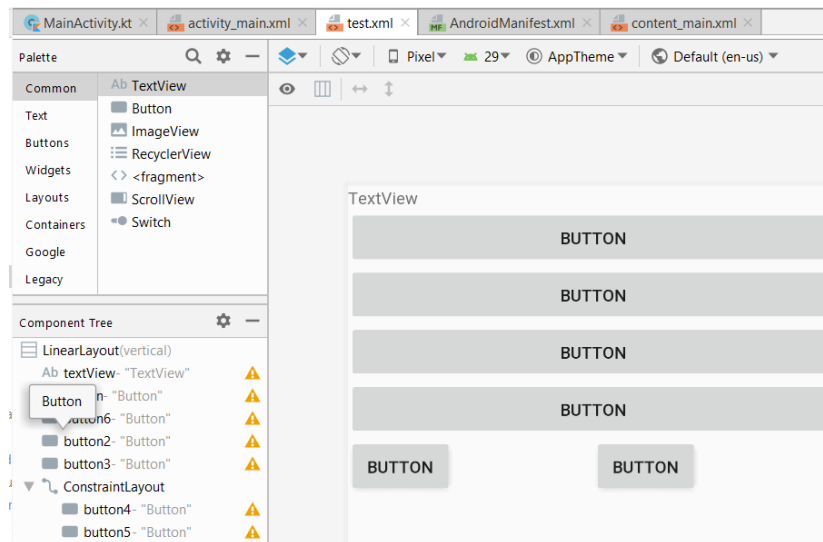 MainActivity.kt activity_main.xml test.xml AndroidManifest.xml content_main.xml
Palette
Pixel 29 AppTheme Default (en-us)
Common
Text
Buttons
Widgets
Layouts
Containers
Google
Legacy
Ab TextView
Button
ImageView
RecyclerView
<fragment>
ScrollView
Switch
Component Tree
LinearLayout(vertical)
Ab textView- "TextView"
n- "Button"
Button
button6- "Button"
button2- "Button"
button3- "Button"
ConstraintLayout
button4- "Button"
button5- "Button"
TextView
BUTTON
BUTTON
BUTTON
BUTTON
BUTTON BUTTON